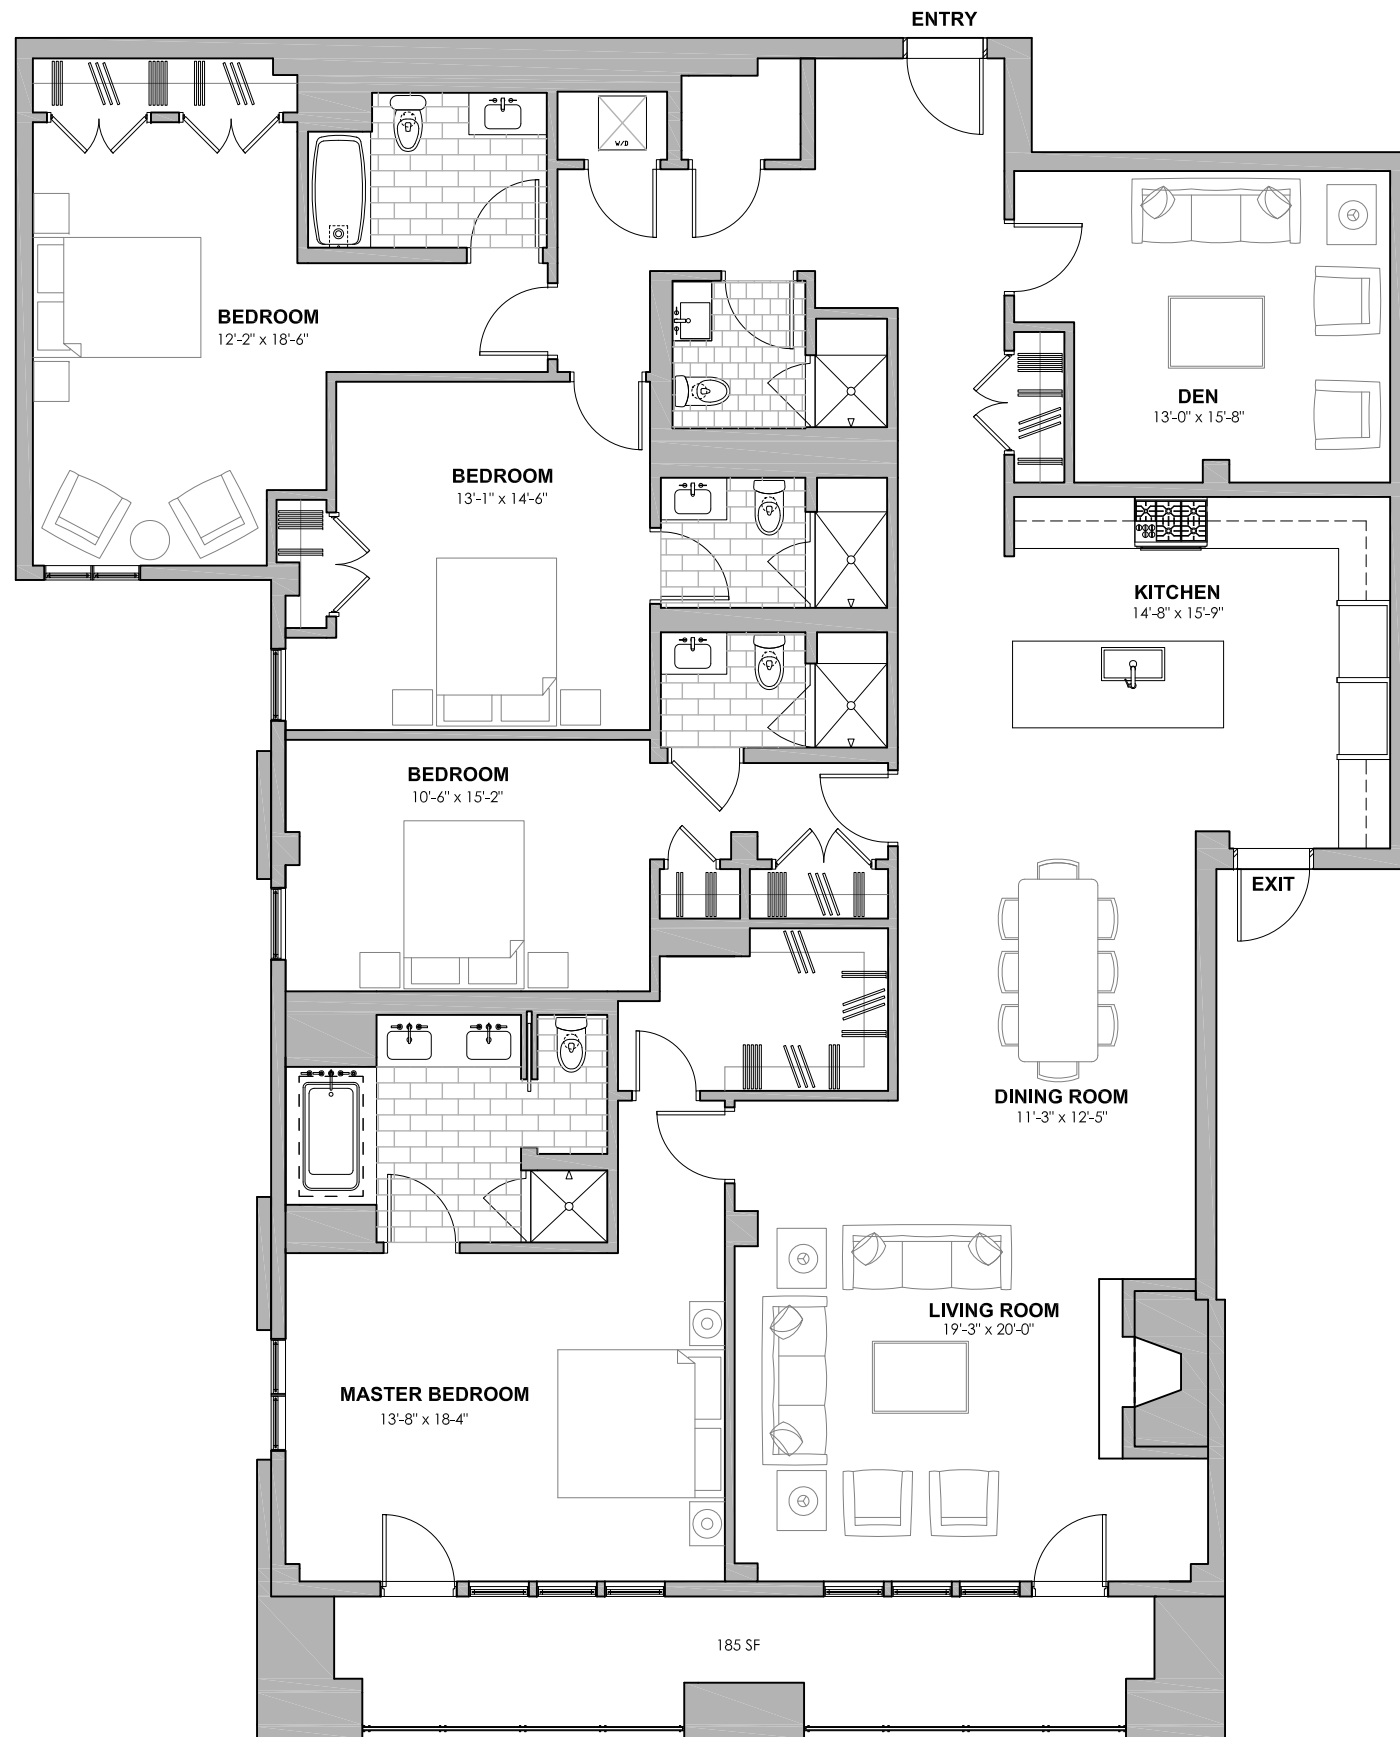 ENTRY
W/D
BEDROOM
12'-2" x 18'-6"
DEN
13'-0" x 15'-8"
BEDROOM
13'-1" x 14'-6"
KITCHEN
14'-8" x 15'-9"
BEDROOM
10'-6" x 15'-2"
EXIT
DINING ROOM
11'-3" x 12'-5"
LIVING ROOM
19'-3" x 20'-0"
MASTER BEDROOM
13'-8" x 18'-4"
185 SF